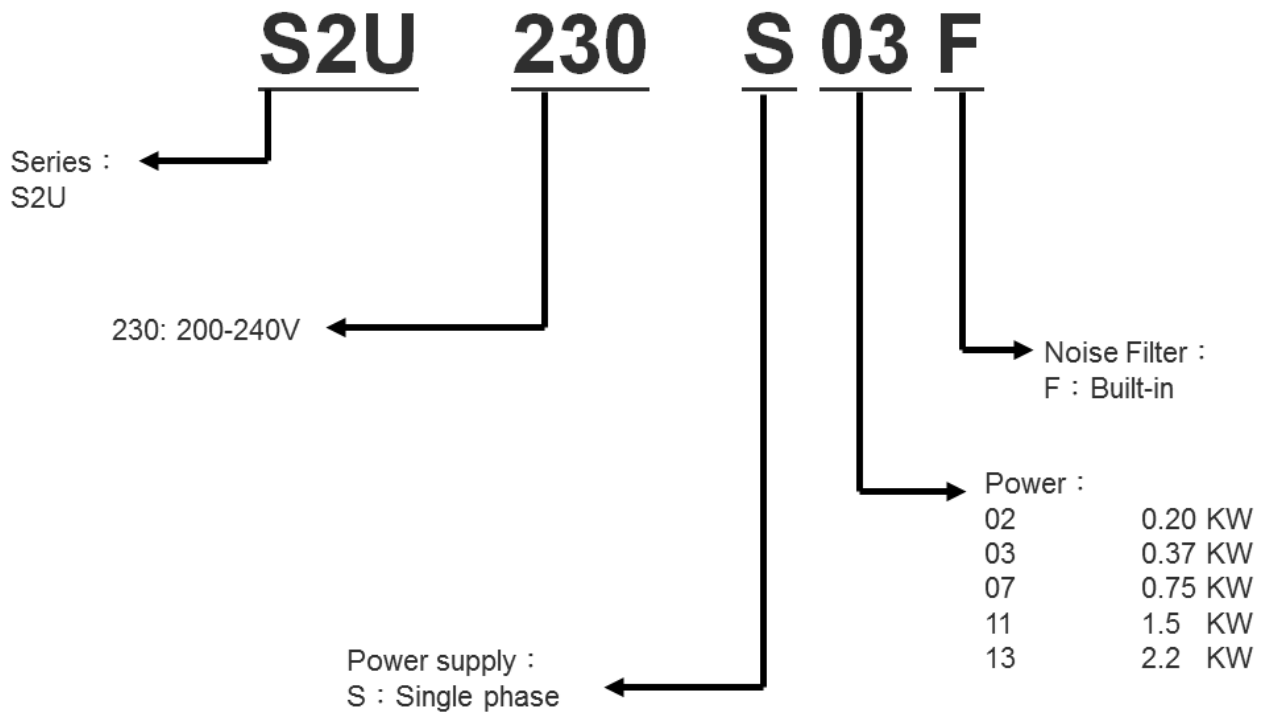 S2U 230 S 03 F
Series：
S2U
230: 200-240V
Noise Filter：
F：Built-in
Power：
02 0.20 KW
03 0.37 KW
07 0.75 KW
11 1.5 KW
13 2.2 KW
Power supply：
S：Single phase